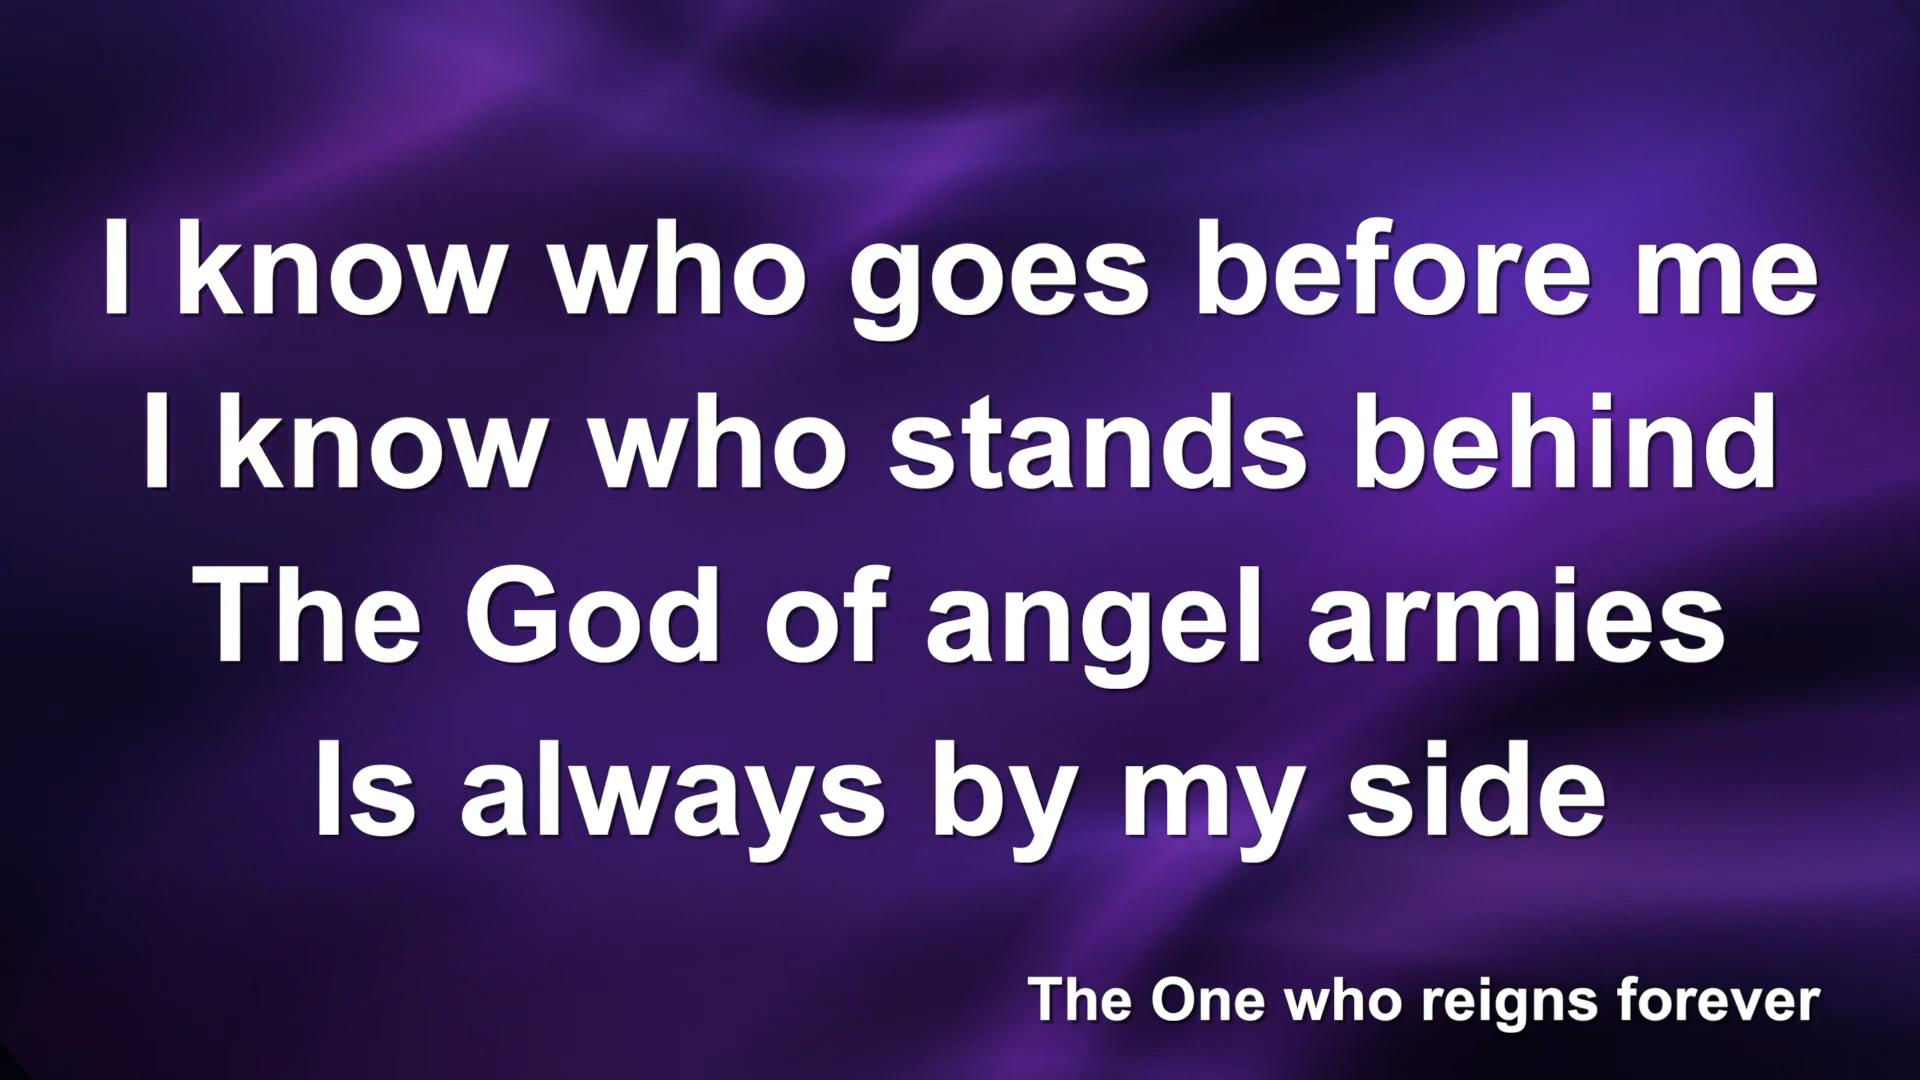 I know who goes before me
I know who stands behind
The God of angel armies
Is always by my side
The One who reigns forever